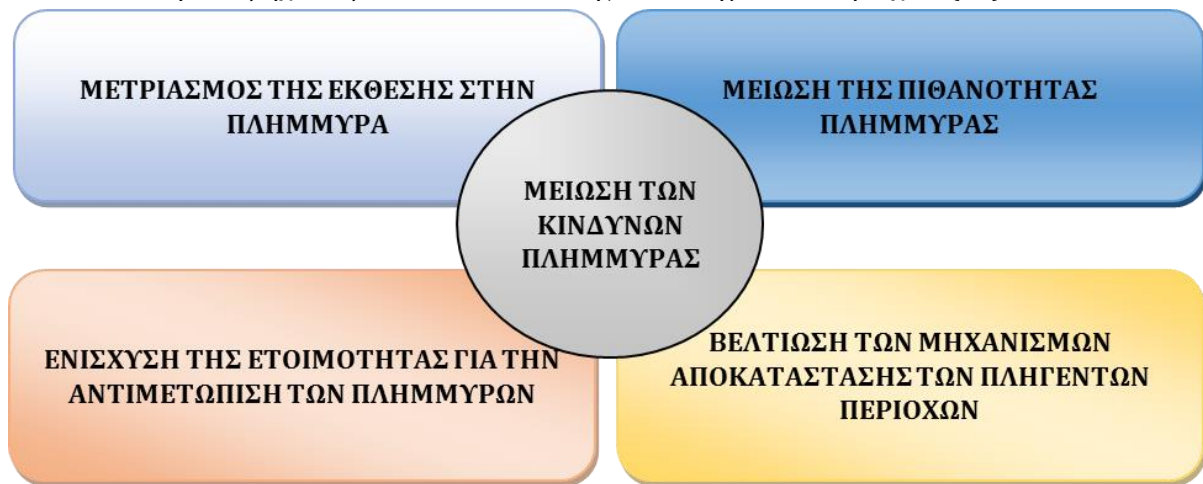 ΜΕΤΡΙΑΣΜΟΣ ΤΗΣ ΕΚΘΕΣΗΣ ΣΤΗΝ
ΠΛΗΜΜΥΡΑ
ΜΕΙΩΣΗ ΤΗΣ ΠΙΘΑΝΟΤΗΤΑΣ
ΠΛΗΜΜΥΡΑΣ
ΜΕΙΩΣΗ ΤΩΝ
ΚΙΝΔΥΝΩΝ
ΠΛΗΜΜΥΡΑΣ
ΕΝΙΣΧΥΣΗ ΤΗΣ ΕΤΟΙΜΟΤΗΤΑΣ ΓΙΑ ΤΗΝ
ΑΝΤΙΜΕΤΩΠΙΣΗ ΤΩΝ ΠΛΗΜΜΥΡΩΝ
ΒΕΛΤΙΩΣΗ ΤΩΝ ΜΗΧΑΝΙΣΜΩΝ
ΑΠΟΚΑΤΑΣΤΑΣΗΣ ΤΩΝ ΠΛΗΓΕΝΤΩΝ
ΠΕΡΙΟΧΩΝ